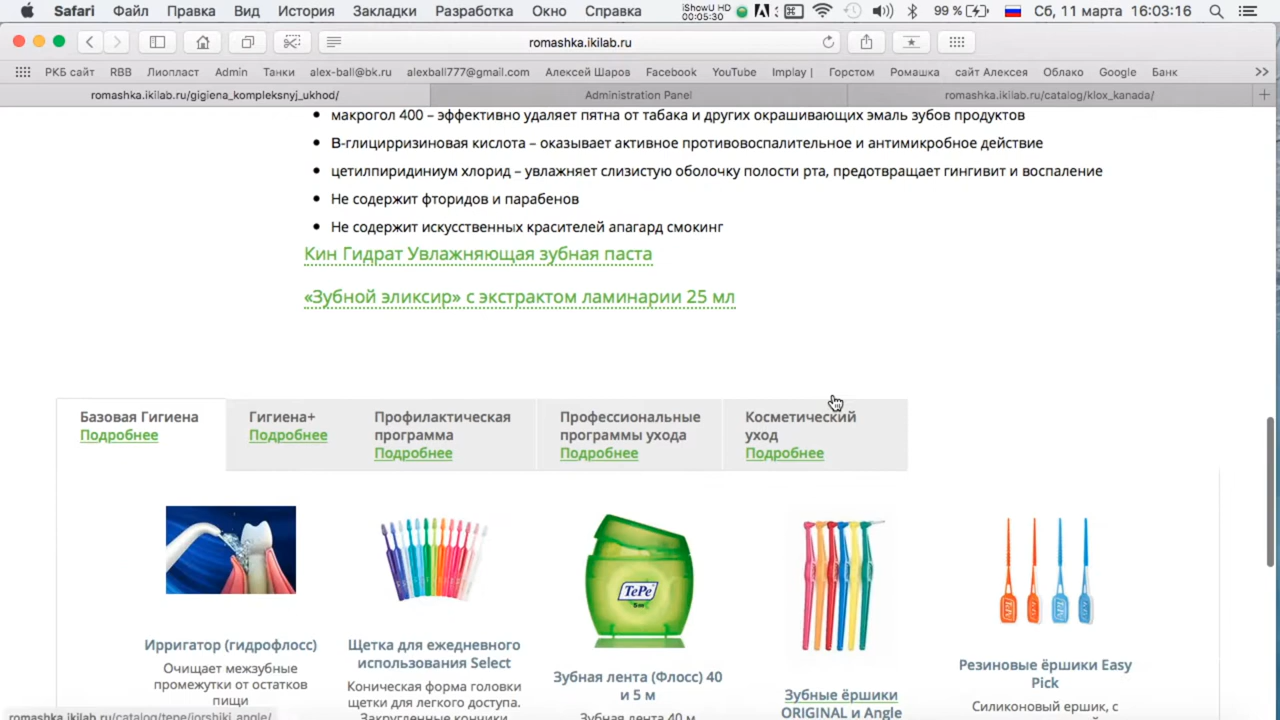 Safari Файл Правка Вид История Закладки Разработка Окно Справка iShowU HD 00:05:30 99 % Сб, 11 марта 16:03:16
romashka.ikilab.ru
РКБ сайт RBB Лиопласт Admin Танки alex-ball@bk.ru alexball777@gmail.com Алексей Шаров Facebook YouTube Implay | Горстом Ромашка сайт Алексея Облако Google Банк
romashka.ikilab.ru/gigiena_kompleksnyj_ukhod/ Administration Panel romashka.ikilab.ru/catalog/klox_kanada/
макрогол 400 – эффективно удаляет пятна от табака и других окрашивающих эмаль зубов продуктов
В-глицирризиновая кислота – оказывает активное противовоспалительное и антимикробное действие
цетилпиридиниум хлорид – увлажняет слизистую оболочку полости рта, предотвращает гингивит и воспаление
Не содержит фторидов и парабенов
Не содержит искусственных красителей апагард смокинг
Кин Гидрат Увлажняющая зубная паста
«Зубной эликсир» с экстрактом ламинарии 25 мл
Базовая Гигиена
Подробнее
Гигиена+
Подробнее
Профилактическая
программа
Подробнее
Профессиональные
программы ухода
Подробнее
Косметический
уход
Подробнее
TePe
5m
Ирригатор (гидрофлосс)
Очищает межзубные
промежутки от остатков
пищи
Щетка для ежедневного
использования Select
Коническая форма головки
щетки для легкого доступа.
Закругленные кончики
Зубная лента (Флосс) 40
и 5 м
Зубная лента 40 м
Зубные ёршики
ORIGINAL и Angle
Резиновые ёршики Easy
Pick
Силиконовый ершик, с
romashka.ikilab.ru/catalog/tepe/jorshiki_angle/